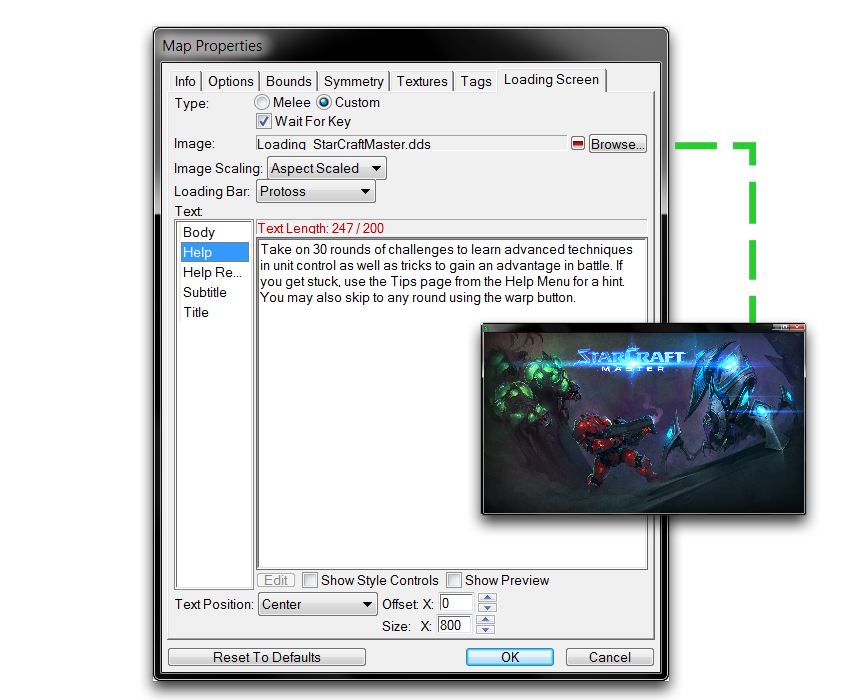 Map Properties
Info Options Bounds Symmetry Textures Tags Loading Screen
Type: Melee Custom
Wait For Key
Image: Loading_StarCraftMaster.dds Browse...
Image Scaling: Aspect Scaled
Loading Bar: Protoss
Text:
Text Length: 247 / 200
Body
Help
Help Re...
Subtitle
Title
Take on 30 rounds of challenges to learn advanced techniques
in unit control as well as tricks to gain an advantage in battle. If
you get stuck, use the Tips page from the Help Menu for a hint.
You may also skip to any round using the warp button.
STARCRAFT
MASTER
Edit Show Style Controls Show Preview
Text Position: Center Offset: X: 0
Size: X: 800
Reset To Defaults OK Cancel